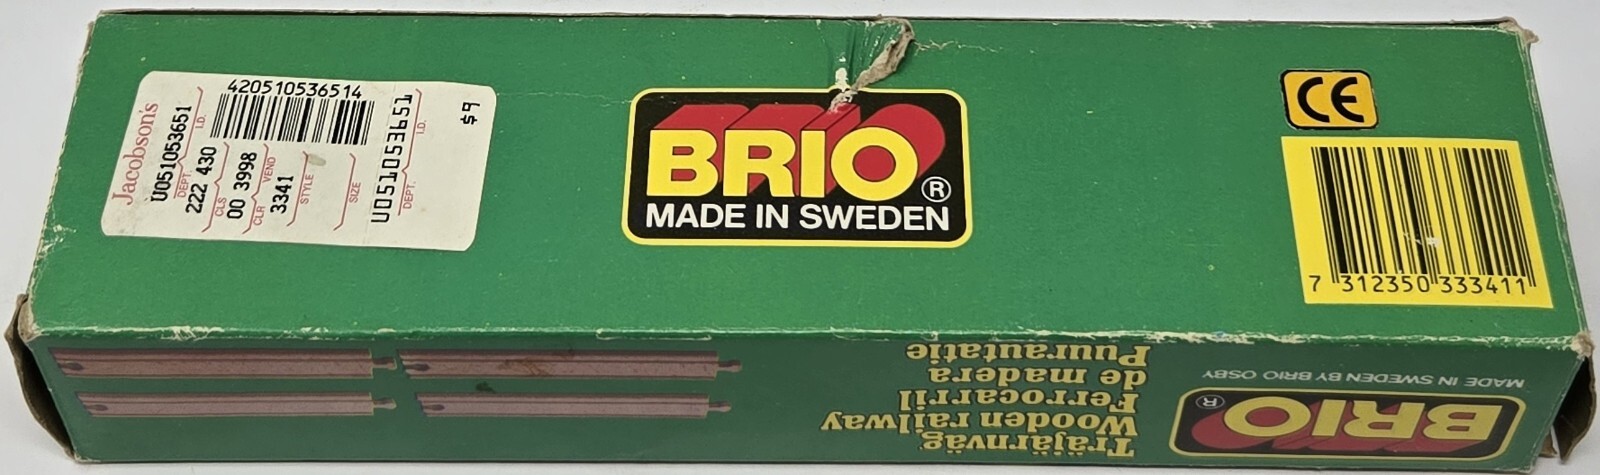 Jacobson's
420510536514
U051053651
DEPT.
I.D.
222 430
CLS
00 3998
CLR
VEND
3341
STYLE
SIZE
U051053651
DEPT.
I.D.
$9
BRIO®
MADE IN SWEDEN
CE
7 312350 333411
BRIO®
MADE IN SWEDEN BY BRIO OSBY
Träjärnväg
Wooden railway
Ferrocarril
de madera
Puurautatie